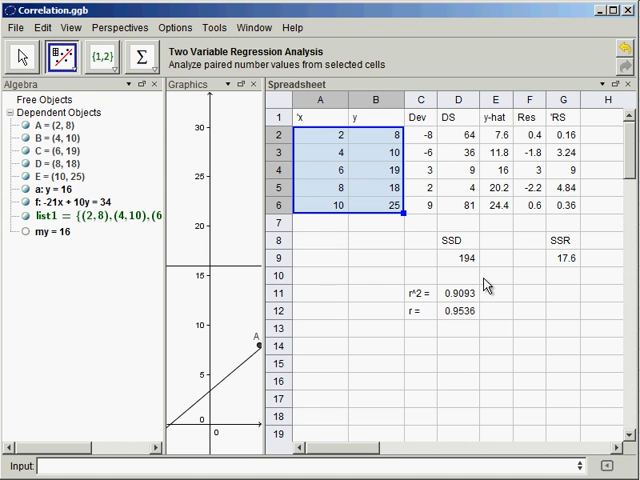 Correlation.ggb
File Edit View Perspectives Options Tools Window Help
{1,2} Σ
Two Variable Regression Analysis
Analyze paired number values from selected cells
Algebra Graphics Spreadsheet
Free Objects
Dependent Objects
A = (2, 8)
B = (4, 10)
C = (6, 19)
D = (8, 18)
E = (10, 25)
a: y = 16
f: -21x + 10y = 34
list1 = {(2,8),(4,10),(6
my = 16
30
25
20
15
10
5
0
0
A
A B C D E F G H
1 'x y Dev DS y-hat Res 'RS
2 2 8 -8 64 7.6 0.4 0.16
3 4 10 -6 36 11.8 -1.8 3.24
4 6 19 3 9 16 3 9
5 8 18 2 4 20.2 -2.2 4.84
6 10 25 9 81 24.4 0.6 0.36
7
8 SSD SSR
9 194 17.6
10
11 r^2 = 0.9093
12 r = 0.9536
13
14
15
16
17
18
19
Input: